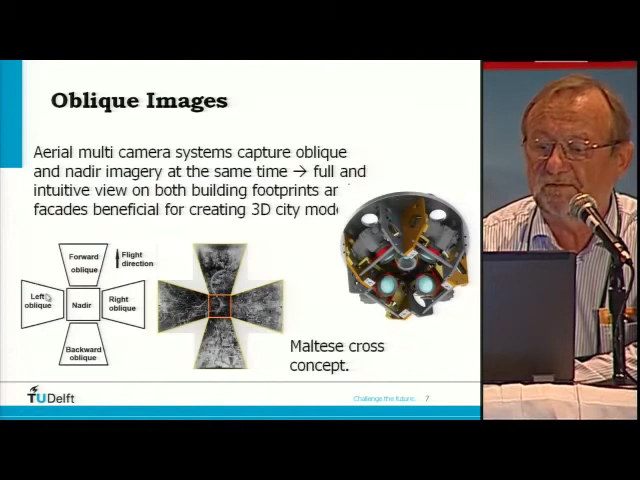 Oblique Images
Aerial multi camera systems capture oblique
and nadir imagery at the same time → full and
intuitive view on both building footprints an
facades beneficial for creating 3D city mode
Forward
oblique
Flight
direction
Left
oblique
Nadir
Right
oblique
Backward
oblique
Maltese cross
concept.
TUDelft
Challenge the future
7